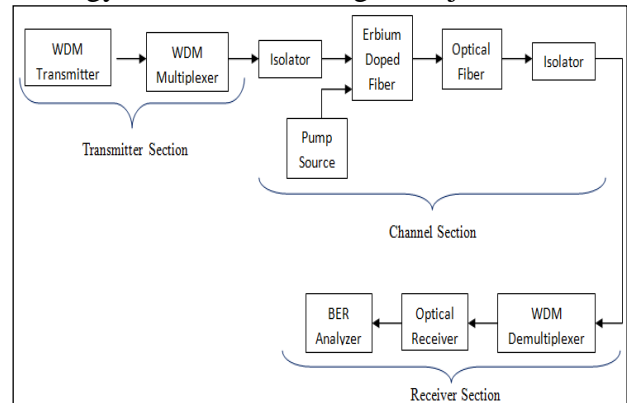 WDM
Transmitter
WDM
Multiplexer
Isolator
Erbium
Doped
Fiber
Optical
Fiber
Isolator
Pump
Source
Transmitter Section
Channel Section
BER
Analyzer
Optical
Receiver
WDM
Demultiplexer
Receiver Section